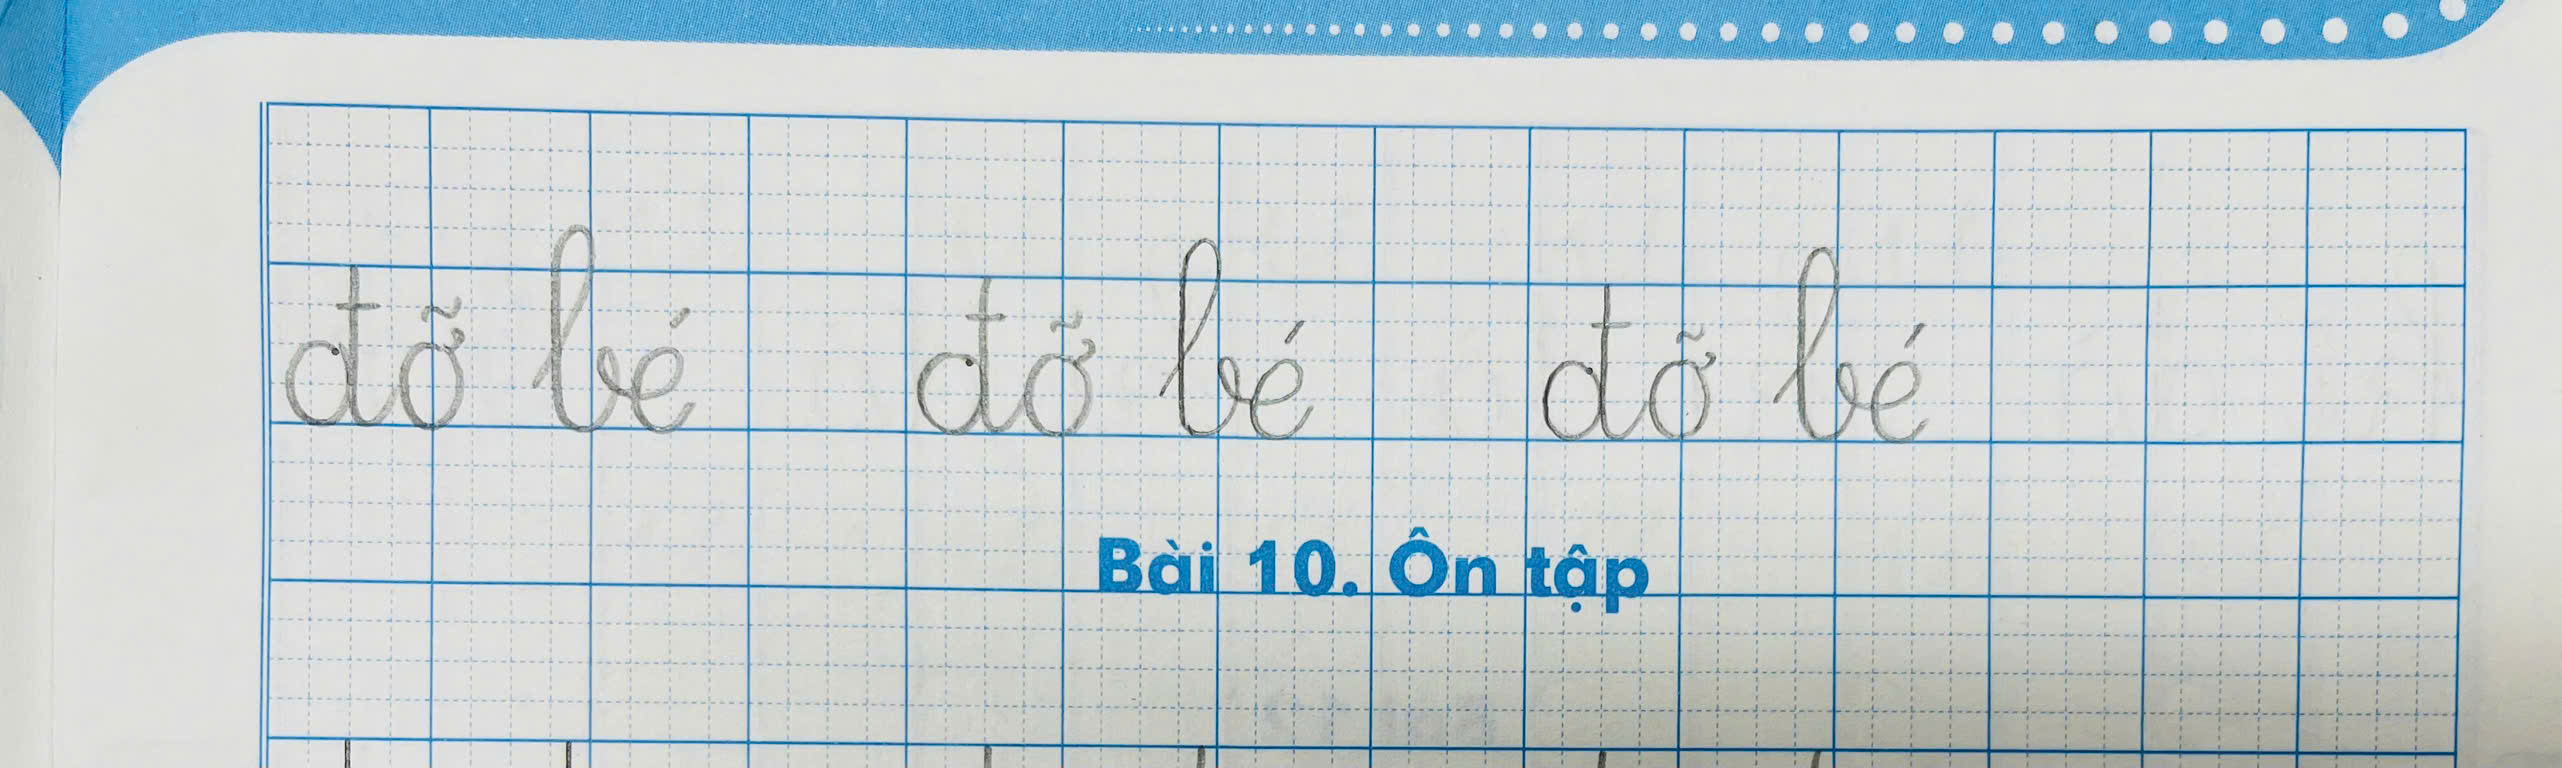 đỡ bé đỡ bé đỡ bé
Bài 10. Ôn tập